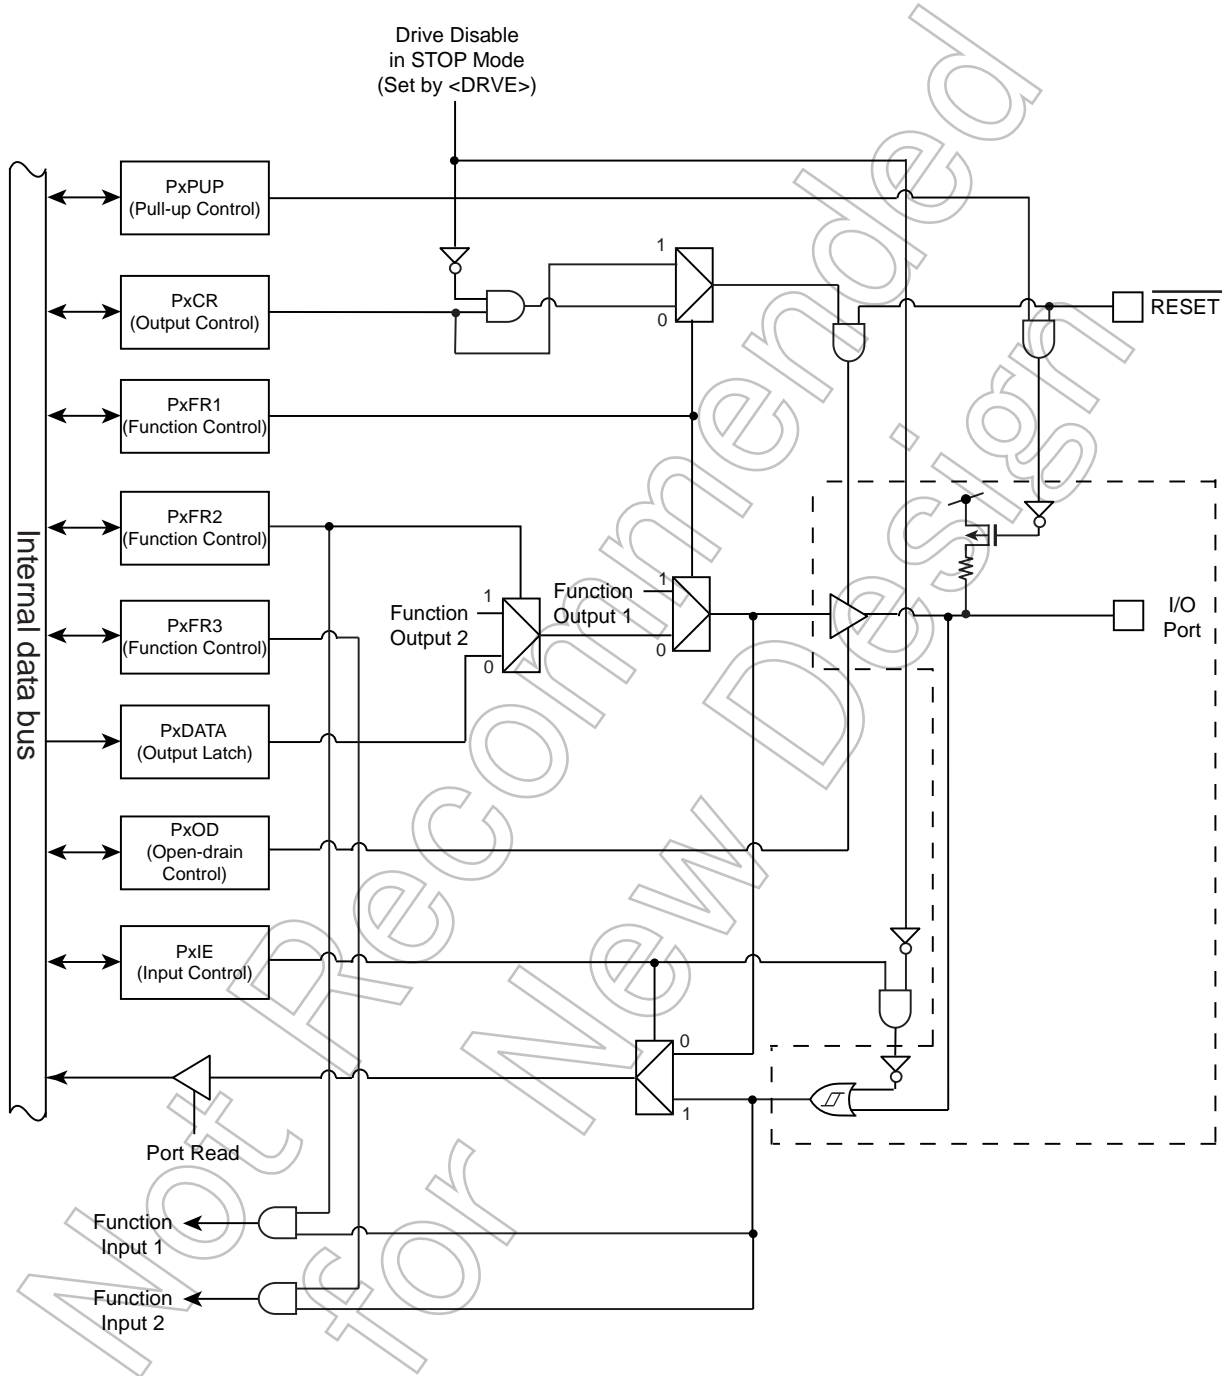 Drive Disable
in STOP Mode
(Set by <DRVE>)
PxPUP
(Pull-up Control)
1
PxCR
(Output Control)
0
RESET
PxFR1
(Function Control)
PxFR2
(Function Control)
Internal data bus
1
Function
Output 2
0
Function
Output 1
1
0
I/O
Port
PxFR3
(Function Control)
PxDATA
(Output Latch)
PxOD
(Open-drain
Control)
PxIE
(Input Control)
0
1
Port Read
Function
Input 1
Function
Input 2
Not Recommended
for New Design